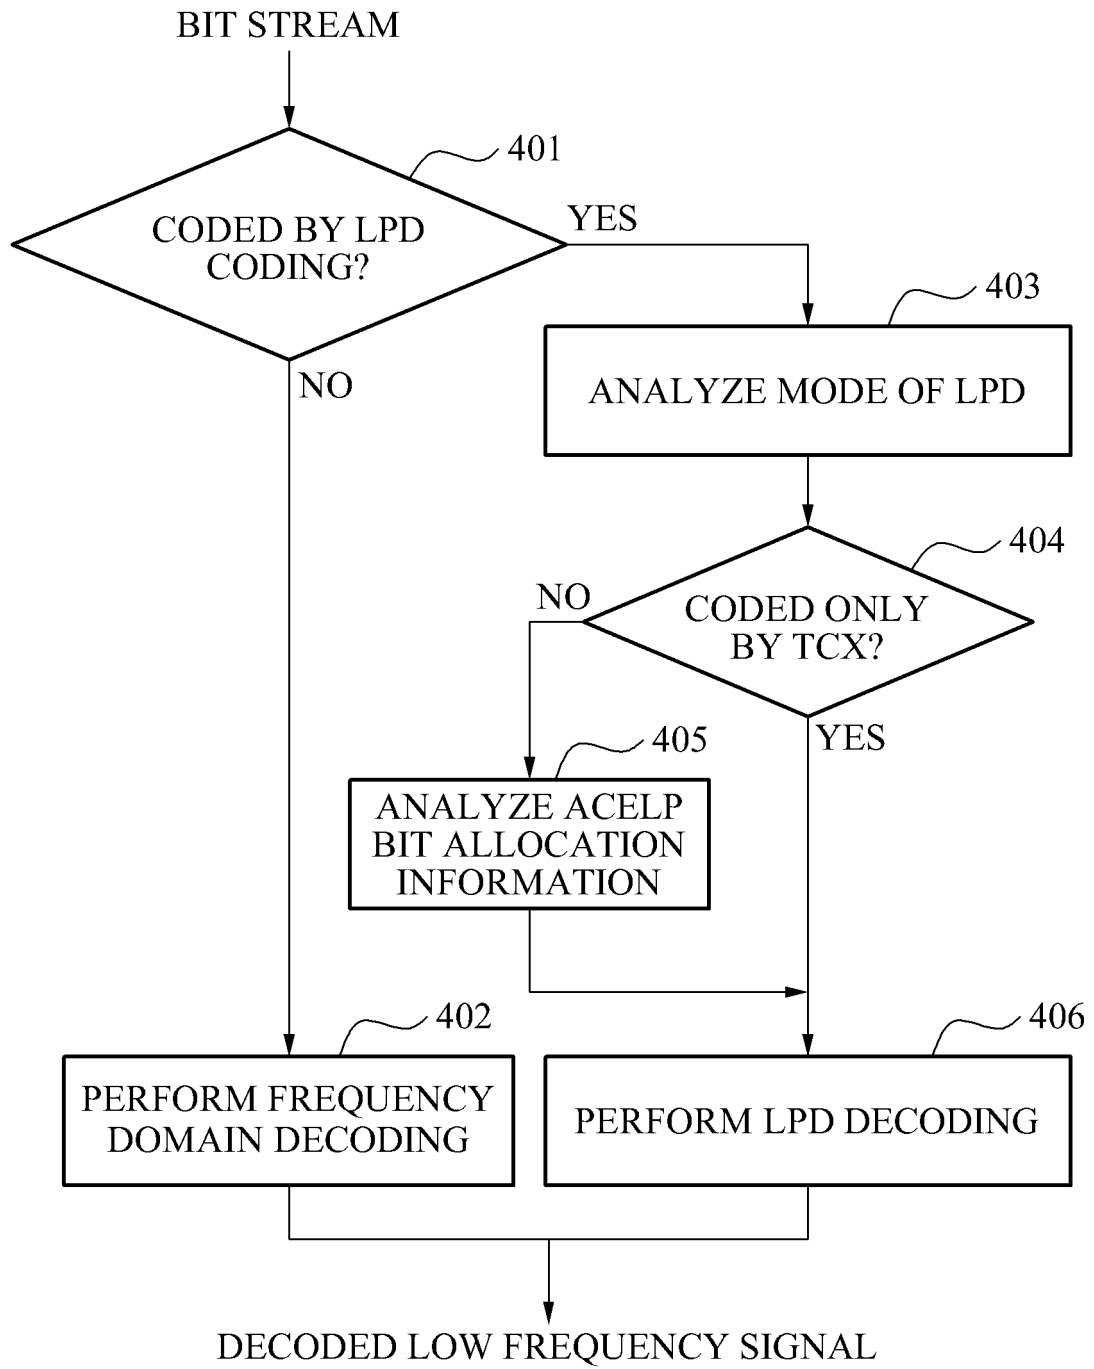 BIT STREAM
401
CODED BY LPD
CODING?
YES
NO
403
ANALYZE MODE OF LPD
404
CODED ONLY
BY TCX?
NO
YES
405
ANALYZE ACELP
BIT ALLOCATION
INFORMATION
402
PERFORM FREQUENCY
DOMAIN DECODING
406
PERFORM LPD DECODING
DECODED LOW FREQUENCY SIGNAL